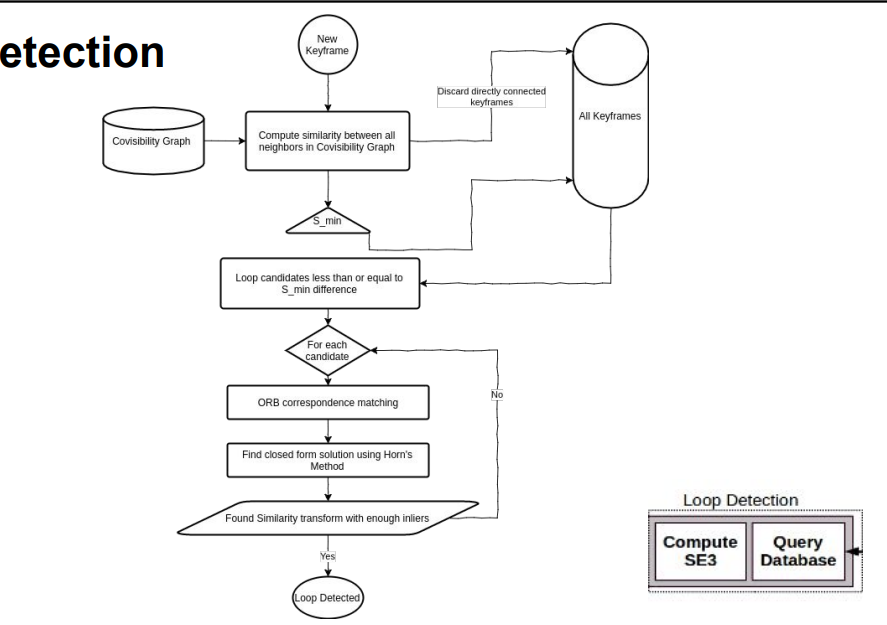 etection
New
Keyframe
Discard directly connected
keyframes
All Keyframes
Covisibility Graph
Compute similarity between all
neighbors in Covisibility Graph
S_min
Loop candidates less than or equal to
S_min difference
For each
candidate
No
ORB correspondence matching
Find closed form solution using Horn's
Method
Found Similarity transform with enough inliers
Yes
Loop Detected
Loop Detection
Compute
SE3
Query
Database